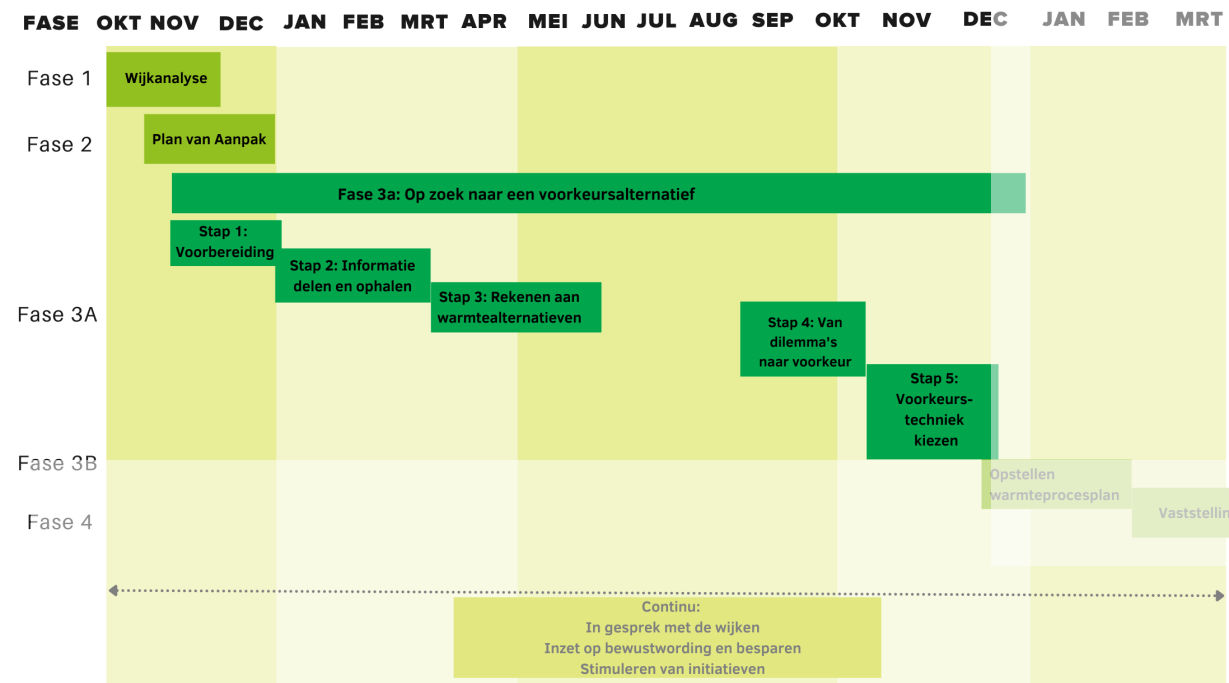 FASE OKT NOV DEC JAN FEB MRT APR MEI JUN JUL AUG SEP OKT NOV DEC JAN FEB MRT
Fase 1
Wijkanalyse
Fase 2
Plan van Aanpak
Fase 3a: Op zoek naar een voorkeursalternatief
Stap 1:
Voorbereiding
Stap 2: Informatie
delen en ophalen
Stap 3: Rekenen aan
warmtealternatieven
Fase 3A
Stap 4: Van
dilemma's
naar voorkeur
Stap 5:
Voorkeurs-
techniek
kiezen
Fase 3B
Opstellen
warmteprocesplan
Fase 4
Vaststellin
Continu:
In gesprek met de wijken
Inzet op bewustwording en besparen
Stimuleren van initiatieven